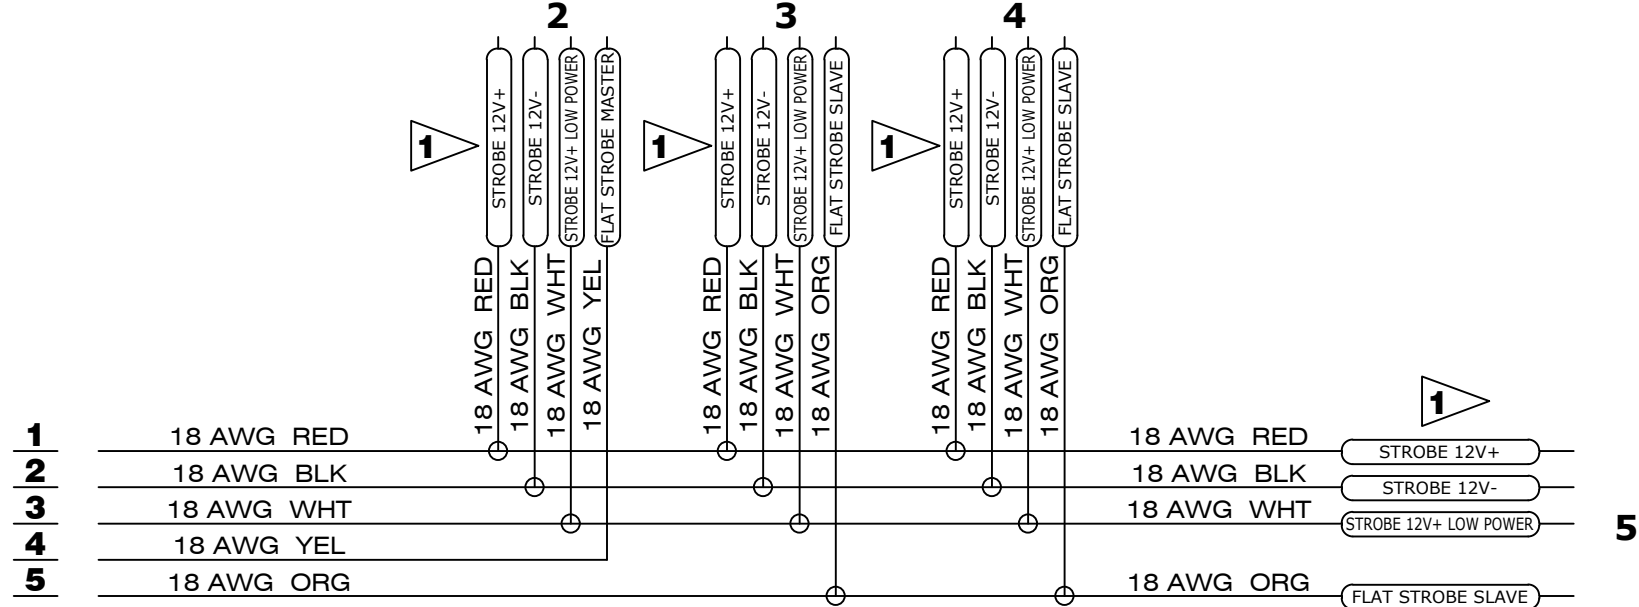 2
3
4
1
STROBE 12V+
STROBE 12V-
STROBE 12V+ LOW POWER
FLAT STROBE MASTER
1
STROBE 12V+
STROBE 12V-
STROBE 12V+ LOW POWER
FLAT STROBE SLAVE
1
STROBE 12V+
STROBE 12V-
STROBE 12V+ LOW POWER
FLAT STROBE SLAVE
18 AWG RED
18 AWG BLK
18 AWG WHT
18 AWG YEL
18 AWG RED
18 AWG BLK
18 AWG WHT
18 AWG ORG
18 AWG RED
18 AWG BLK
18 AWG WHT
18 AWG ORG
1
1 18 AWG RED 18 AWG RED STROBE 12V+
2 18 AWG BLK 18 AWG BLK STROBE 12V-
3 18 AWG WHT 18 AWG WHT STROBE 12V+ LOW POWER 5
4 18 AWG YEL
5 18 AWG ORG 18 AWG ORG FLAT STROBE SLAVE